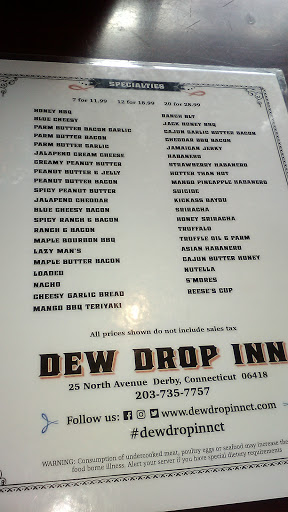 SPECIALTIES
7 for 11.99 12 for 18.99 20 for 28.99
HONEY BBQ
BLUE CHEESY
PARM BUTTER BACON GARLIC
PARM BUTTER BACON
PARM BUTTER GARLIC
JALAPENO CREAM CHEESE
CREAMY PEANUT BUTTER
PEANUT BUTTER & JELLY
PEANUT BUTTER BACON
SPICY PEANUT BUTTER
JALAPENO CHEDDAR
BLUE CHEESY BACON
SPICY RANCH & BACON
RANCH & BACON
MAPLE BOURBON BBQ
LAZY MAN'S
MAPLE BUTTER BACON
LOADED
NACHO
CHEESY GARLIC BREAD
MANGO BBQ TERIYAKI
RANCH BLT
JACK HONEY BBQ
CAJUN GARLIC BUTTER BACON
CHEDDAR BBQ BACON
JAMAICAN JERKY
HABANERO
STRAWBERRY HABANERO
HOTTER THAN HOT
MANGO PINEAPPLE HABANERO
SUICIDE
KICKASS BAYOU
SRIRACHA
HONEY SRIRACHA
TRUFFALO
TRUFFLE OIL & PARM
ASIAN HABANERO
CAJUN BUTTER HONEY
NUTELLA
S'MORES
REESE'S CUP
All prices shown do not include sales tax
DEW DROP INN
25 North Avenue Derby, Connecticut 06418
203-735-7757
Follow us: www.dewdropinnct.com
#dewdropinnct
WARNING: Consumption of undercooked meat, poultry eggs or seafood may increase the
food borne illness. Alert your server if you have special dietary requirements